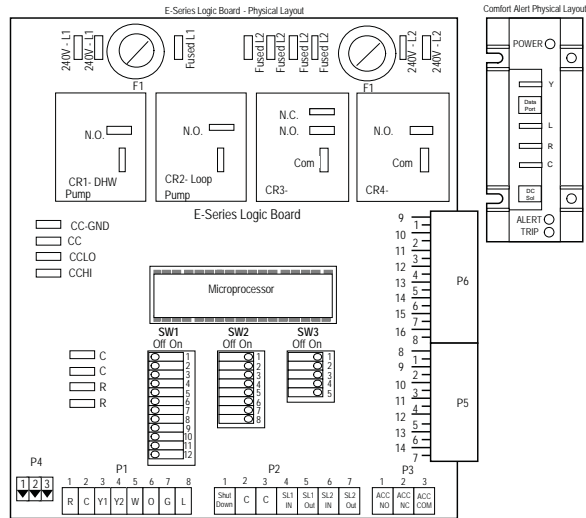 E-Series Logic Board - Physical Layout
Comfort Alert Physical Layout
240V - L1
240V - L1
Fused L1
Fused L2
Fused L2
Fused L2
Fused L2
240V - L2
240V - L2
F1
F1
N.O.
CR1- DHW
Pump
N.O.
CR2- Loop
Pump
N.C.
N.O.
Com
CR3-
N.O.
Com
CR4-
POWER
Y
Data
Port
L
R
C
DC
Sol
ALERT
TRIP
E-Series Logic Board
CC-GND
CC
CCLO
CCHI
Microprocessor
9
1
10
2
11
3
12
4
13
5
14
6
15
7
16
8
P6
8
1
9
2
10
3
11
4
12
5
13
6
14
7
P5
SW1
Off On
1
2
3
4
5
6
7
8
9
10
11
12
SW2
Off On
1
2
3
4
5
6
7
8
SW3
Off On
1
2
3
4
5
C
C
R
R
P4
1 2 3
P1
1 2 3 4 5 6 7 8
R C Y1 Y2 W O G L
P2
1 2 3 4 5 6 7
Shut Down
C
C
SL1 IN
SL1 Out
SL2 IN
SL2 Out
P3
1 2 3
ACC NO
ACC NC
ACC COM